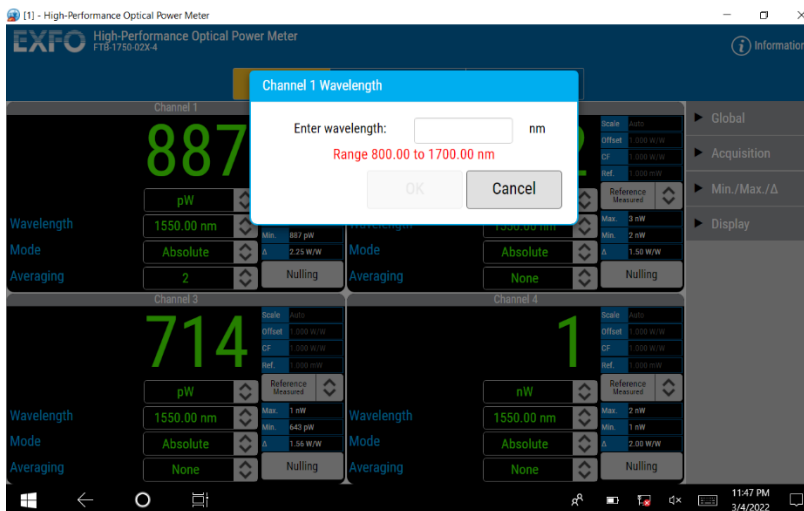 [1] - High-Performance Optical Power Meter
EXFO High-Performance Optical Power Meter
FTB-1750-02X-4
Information
Channel 1 Wavelength
Enter wavelength: nm
Range 800.00 to 1700.00 nm
OK Cancel
Channel 1
887
pW
Wavelength 1550.00 nm
Mode Absolute
Averaging 2
Min. 887 pW
Δ 2.25 W/W
Nulling
Scale Auto
Offset 1.000 W/W
CF 1.000 W/W
Ref. 1.000 mW
Reference
Measured
Wavelength 1550.00 nm
Mode Absolute
Averaging None
Max. 3 nW
Min. 2 nW
Δ 1.50 W/W
Nulling
Global
Acquisition
Min./Max./Δ
Display
Channel 3
714
pW
Scale Auto
Offset 1.000 W/W
CF 1.000 W/W
Ref. 1.000 mW
Reference
Measured
Wavelength 1550.00 nm
Mode Absolute
Averaging None
Max. 1 nW
Min. 643 pW
Δ 1.56 W/W
Nulling
Channel 4
1
nW
Scale Auto
Offset 1.000 W/W
CF 1.000 W/W
Ref. 1.000 mW
Reference
Measured
Wavelength 1550.00 nm
Mode Absolute
Averaging None
Max. 2 nW
Min. 1 nW
Δ 2.00 W/W
Nulling
11:47 PM
3/4/2022